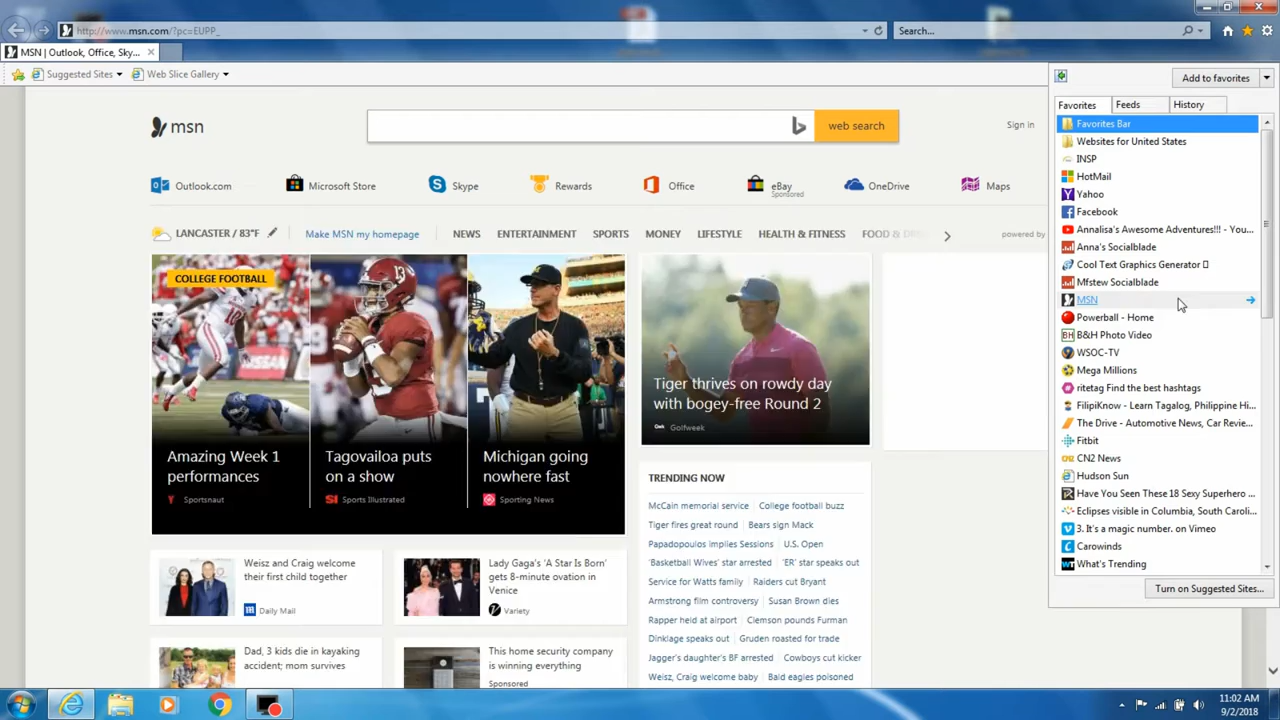 http://www.msn.com/?pc=EUPP_
Search...
MSN | Outlook, Office, Sky...
Suggested Sites
Web Slice Gallery
msn
web search
Sign in
Outlook.com
Microsoft Store
Skype
Rewards
Office
eBay
Sponsored
OneDrive
Maps
LANCASTER / 83°F
Make MSN my homepage
NEWS
ENTERTAINMENT
SPORTS
MONEY
LIFESTYLE
HEALTH & FITNESS
FOOD & DRINK
powered by
COLLEGE FOOTBALL
Amazing Week 1
performances
Sportsnaut
Tagovailoa puts
on a show
SI Sports Illustrated
Michigan going
nowhere fast
Sporting News
Tiger thrives on rowdy day
with bogey-free Round 2
Golfweek
TRENDING NOW
McCain memorial service College football buzz
Tiger fires great round Bears sign Mack
Papadopoulos implies Sessions U.S. Open
'Basketball Wives' star arrested 'ER' star speaks out
Service for Watts family Raiders cut Bryant
Armstrong film controversy Susan Brown dies
Rapper held at airport Clemson pounds Furman
Dinklage speaks out Gruden roasted for trade
Jagger's daughter's BF arrested Cowboys cut kicker
Weisz, Craig welcome baby Bald eagles poisoned
Weisz and Craig welcome
their first child together
Daily Mail
Lady Gaga's 'A Star Is Born'
gets 8-minute ovation in
Venice
Variety
Dad, 3 kids die in kayaking
accident; mom survives
This home security company
is winning everything
Sponsored
Add to favorites
Favorites
Feeds
History
Favorites Bar
Websites for United States
INSP
HotMail
Yahoo
Facebook
Annalisa's Awesome Adventures!!! - You...
Anna's Socialblade
Cool Text Graphics Generator
Mfstew Socialblade
MSN
Powerball - Home
BH B&H Photo Video
WSOC-TV
Mega Millions
ritetag Find the best hashtags
FilipiKnow - Learn Tagalog, Philippine Hi...
The Drive - Automotive News, Car Revie...
Fitbit
CN2 News
Hudson Sun
Have You Seen These 18 Sexy Superhero ...
Eclipses visible in Columbia, South Caroli...
3. It's a magic number. on Vimeo
Carowinds
WT What's Trending
Turn on Suggested Sites...
11:02 AM
9/2/2018